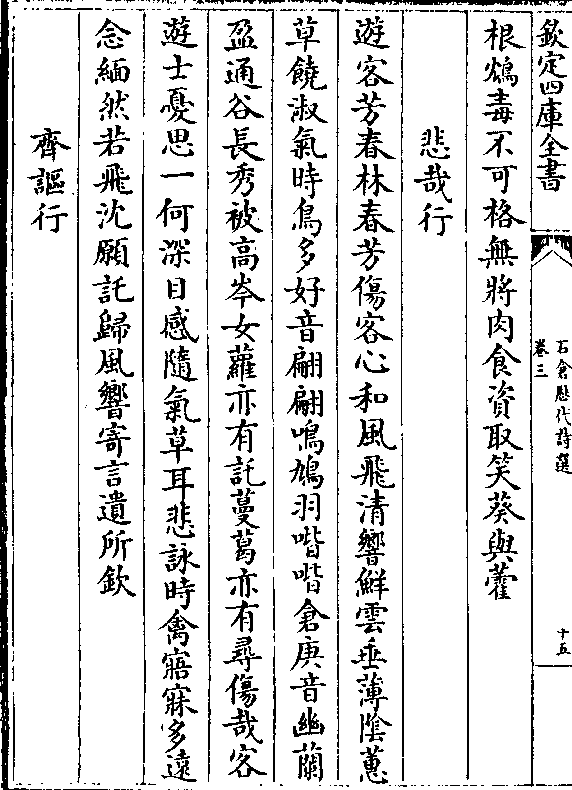 欽定四庫全書
石倉歷代詩選
卷三
十五
根鴆毒不可格無將肉食資取笑葵與藿
悲哉行
遊客芳春林春芳傷客心和風飛清響鮮雲垂薄陰蕙
草饒淑氣時鳥多好音翩翩鳴鳩羽喈喈倉庚音幽蘭
盈通谷長秀被高岑女蘿亦有託蔓葛亦有尋傷哉客
遊士憂思一何深目感隨氣草耳悲詠時禽寤寐多遠
念緬然若飛沈願託歸風響寄言遺所欽
齊謳行